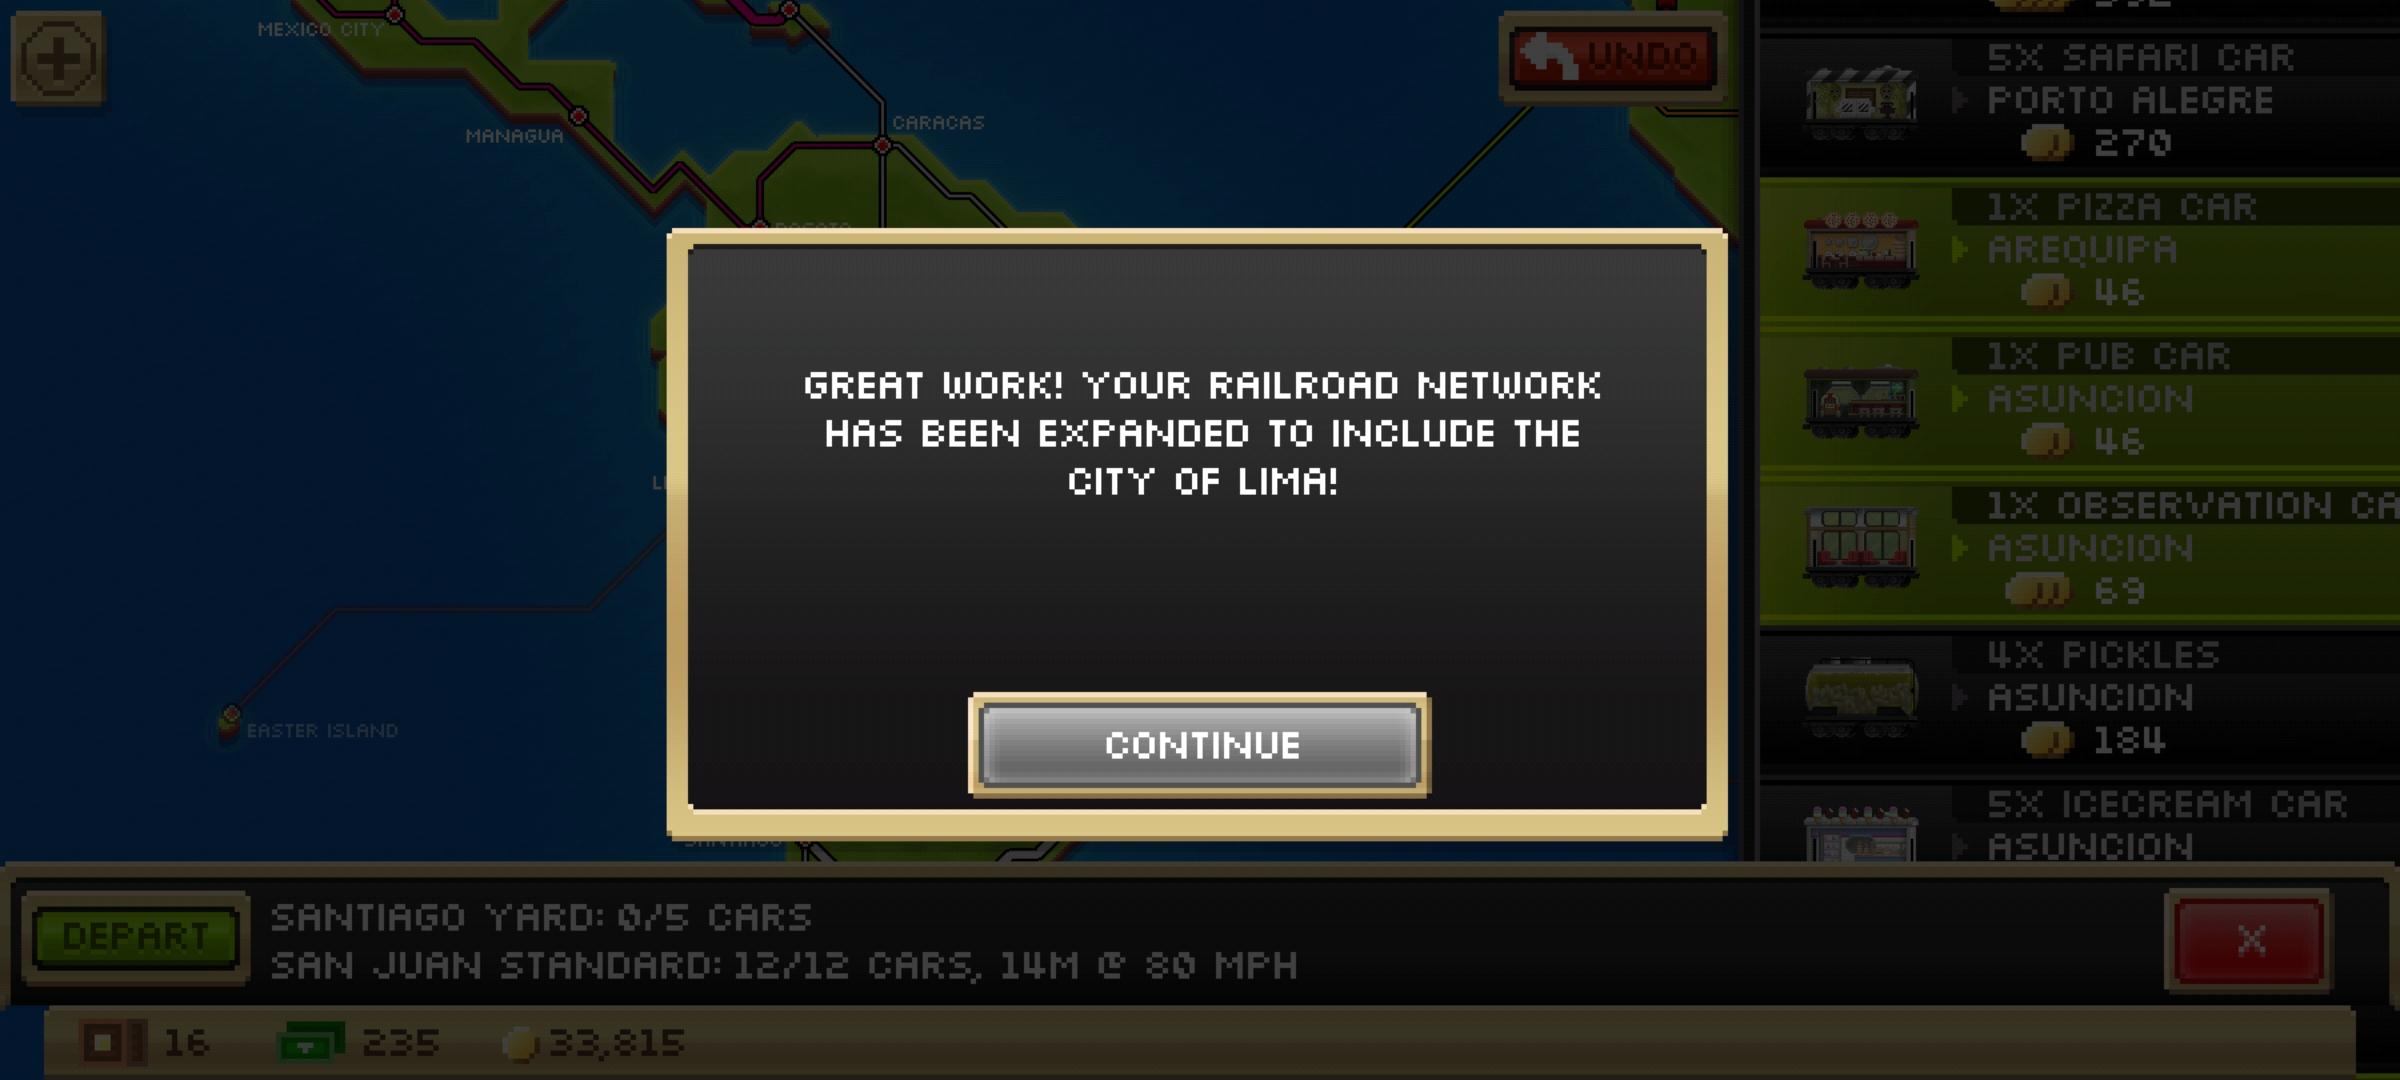 MEXICO CITY
MANAGUA
CARACAS
UNDO
EASTER ISLAND
GREAT WORK! YOUR RAILROAD NETWORK
HAS BEEN EXPANDED TO INCLUDE THE
CITY OF LIMA!
CONTINUE
5X SAFARI CAR
PORTO ALEGRE
270
1X PIZZA CAR
AREQUIPA
46
1X PUB CAR
ASUNCION
46
1X OBSERVATION CA
ASUNCION
69
4X PICKLES
ASUNCION
184
5X ICECREAM CAR
ASUNCION
DEPART
SANTIAGO YARD: 0/5 CARS
SAN JUAN STANDARD: 12/12 CARS, 14M @ 80 MPH
X
16
235
33,815